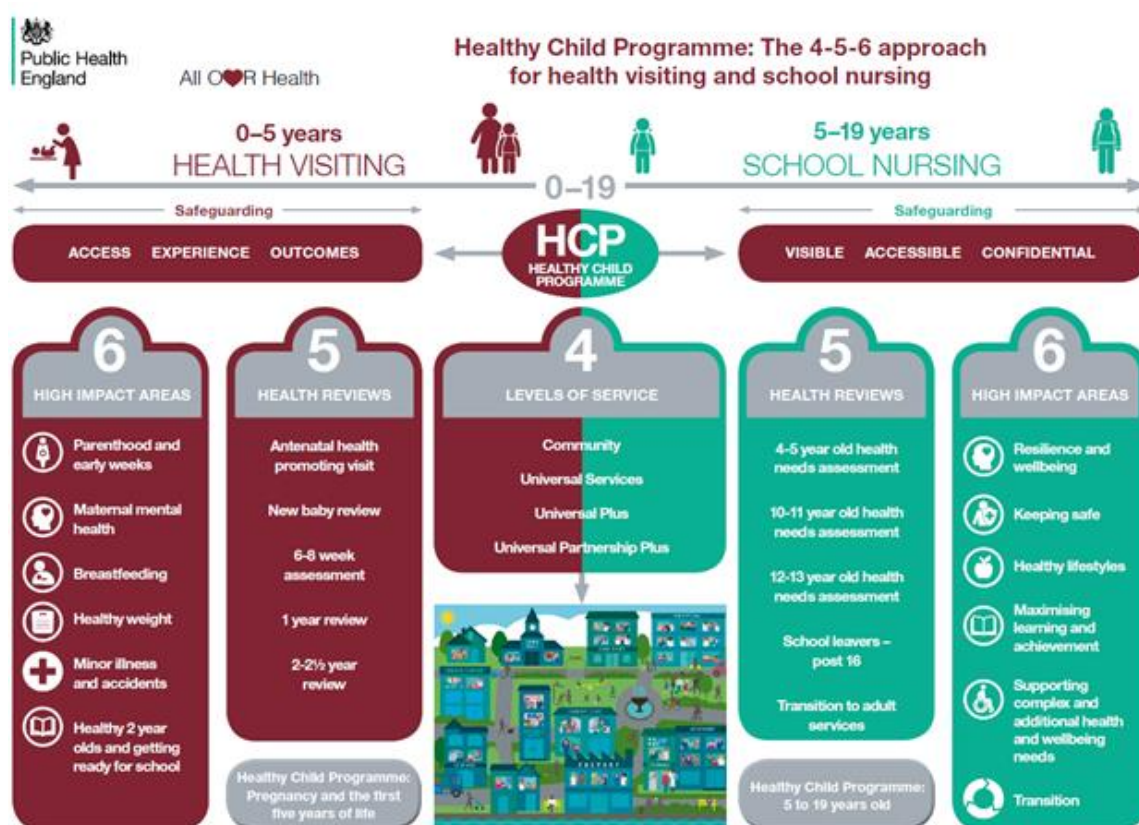 Public Health
England
All OUR Health
Healthy Child Programme: The 4-5-6 approach
for health visiting and school nursing
0–5 years
HEALTH VISITING
5–19 years
SCHOOL NURSING
0–19
Safeguarding
Safeguarding
ACCESS EXPERIENCE OUTCOMES
HCP
HEALTHY CHILD
PROGRAMME
VISIBLE ACCESSIBLE CONFIDENTIAL
6
HIGH IMPACT AREAS
Parenthood and
early weeks
Maternal mental
health
Breastfeeding
Healthy weight
Minor illness
and accidents
Healthy 2 year
olds and getting
ready for school
5
HEALTH REVIEWS
Antenatal health
promoting visit
New baby review
6-8 week
assessment
1 year review
2-2½ year
review
Healthy Child Programme:
Pregnancy and the first
five years of life
4
LEVELS OF SERVICE
Community
Universal Services
Universal Plus
Universal Partnership Plus
5
HEALTH REVIEWS
4-5 year old health
needs assessment
10-11 year old health
needs assessment
12-13 year old health
needs assessment
School leavers –
post 16
Transition to adult
services
Healthy Child Programme:
5 to 19 years old
6
HIGH IMPACT AREAS
Resilience and
wellbeing
Keeping safe
Healthy lifestyles
Maximising
learning and
achievement
Supporting
complex and
additional health
and wellbeing
needs
Transition